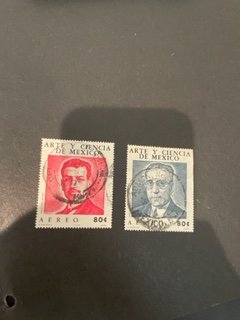 ARTE Y CIENCIA
DE MEXICO
AEREO 80¢
ARTE Y CIENCIA
DE MEXICO
80¢